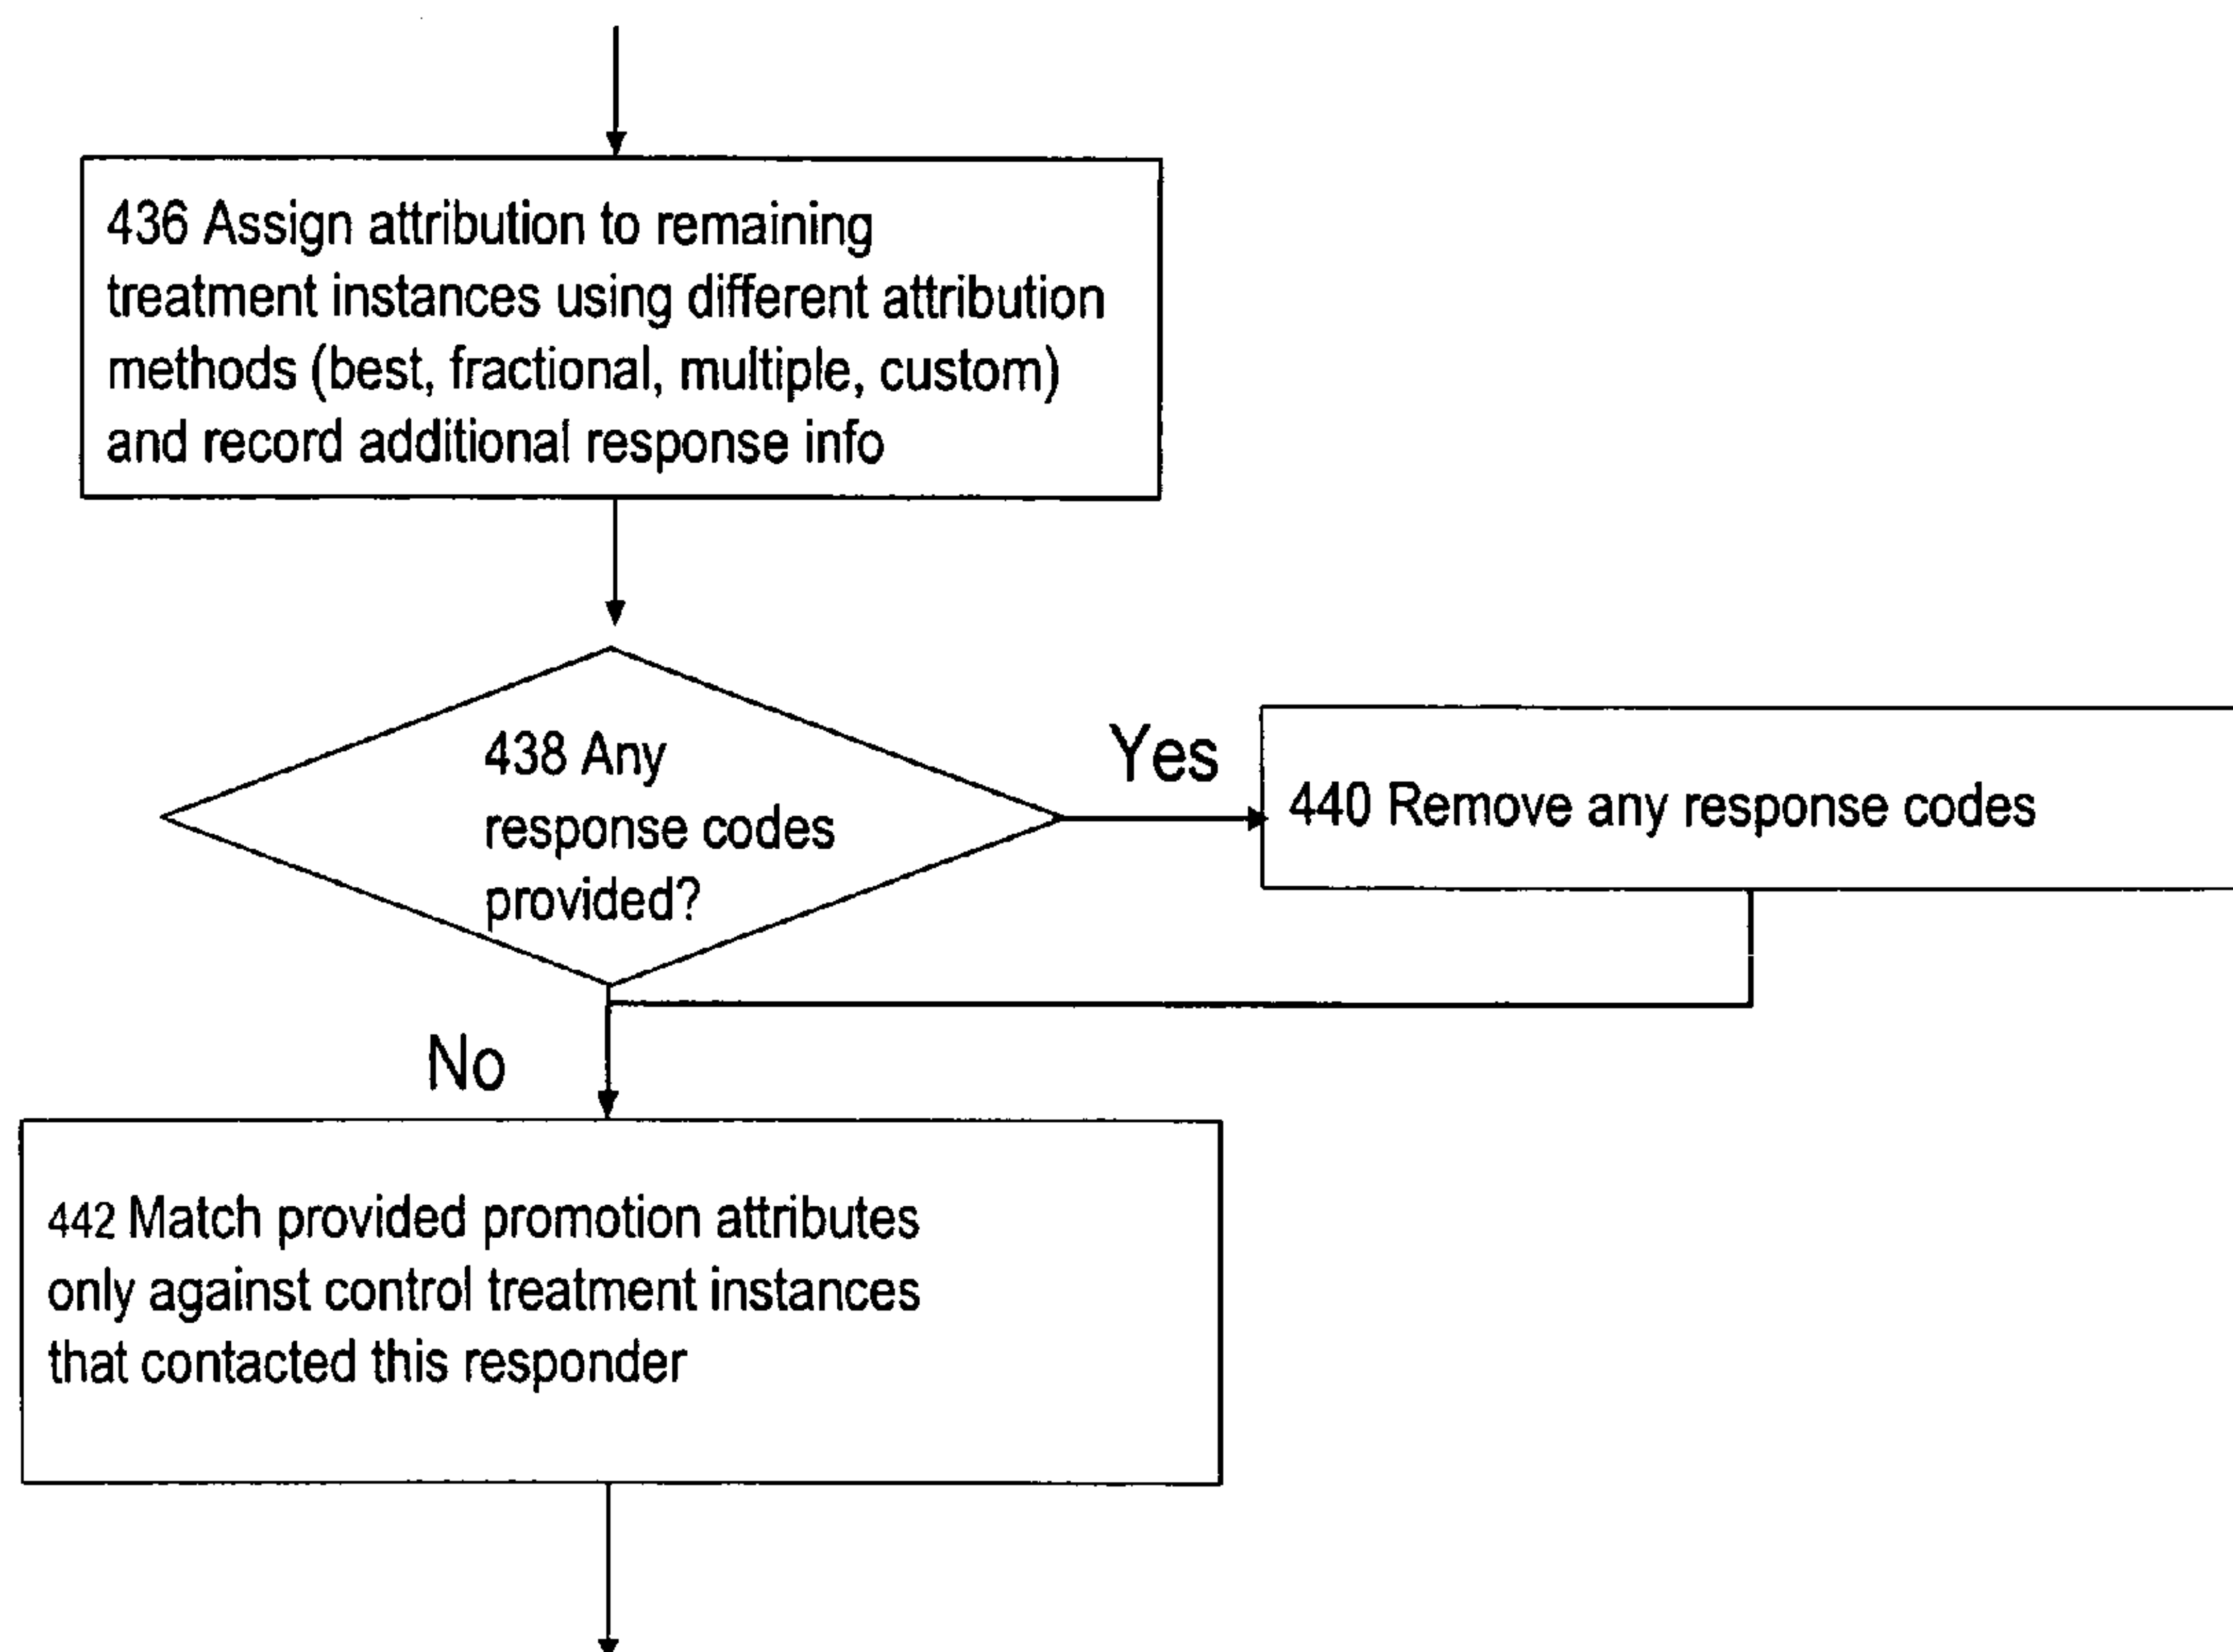 436 Assign attribution to remaining
treatment instances using different attribution
methods (best, fractional, multiple, custom)
and record additional response info
438 Any
response codes
provided?
Yes
440 Remove any response codes
No
442 Match provided promotion attributes
only against control treatment instances
that contacted this responder